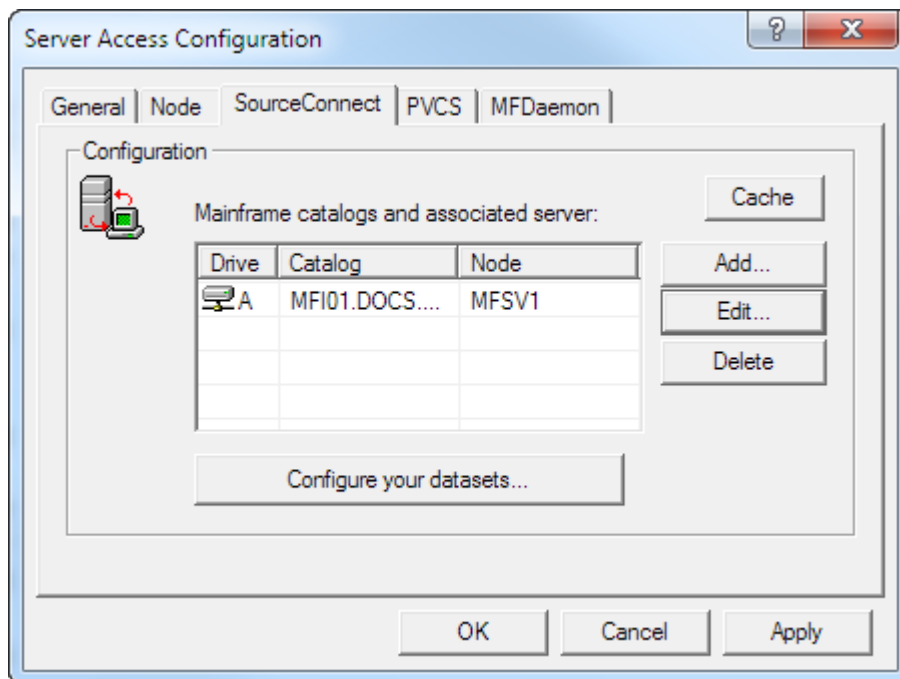 Server Access Configuration
General Node SourceConnect PVCS MFDaemon
Configuration
Cache
Mainframe catalogs and associated server:
Drive Catalog Node
Add...
A MFI01.DOCS.... MFSV1
Edit...
Delete
Configure your datasets...
OK Cancel Apply